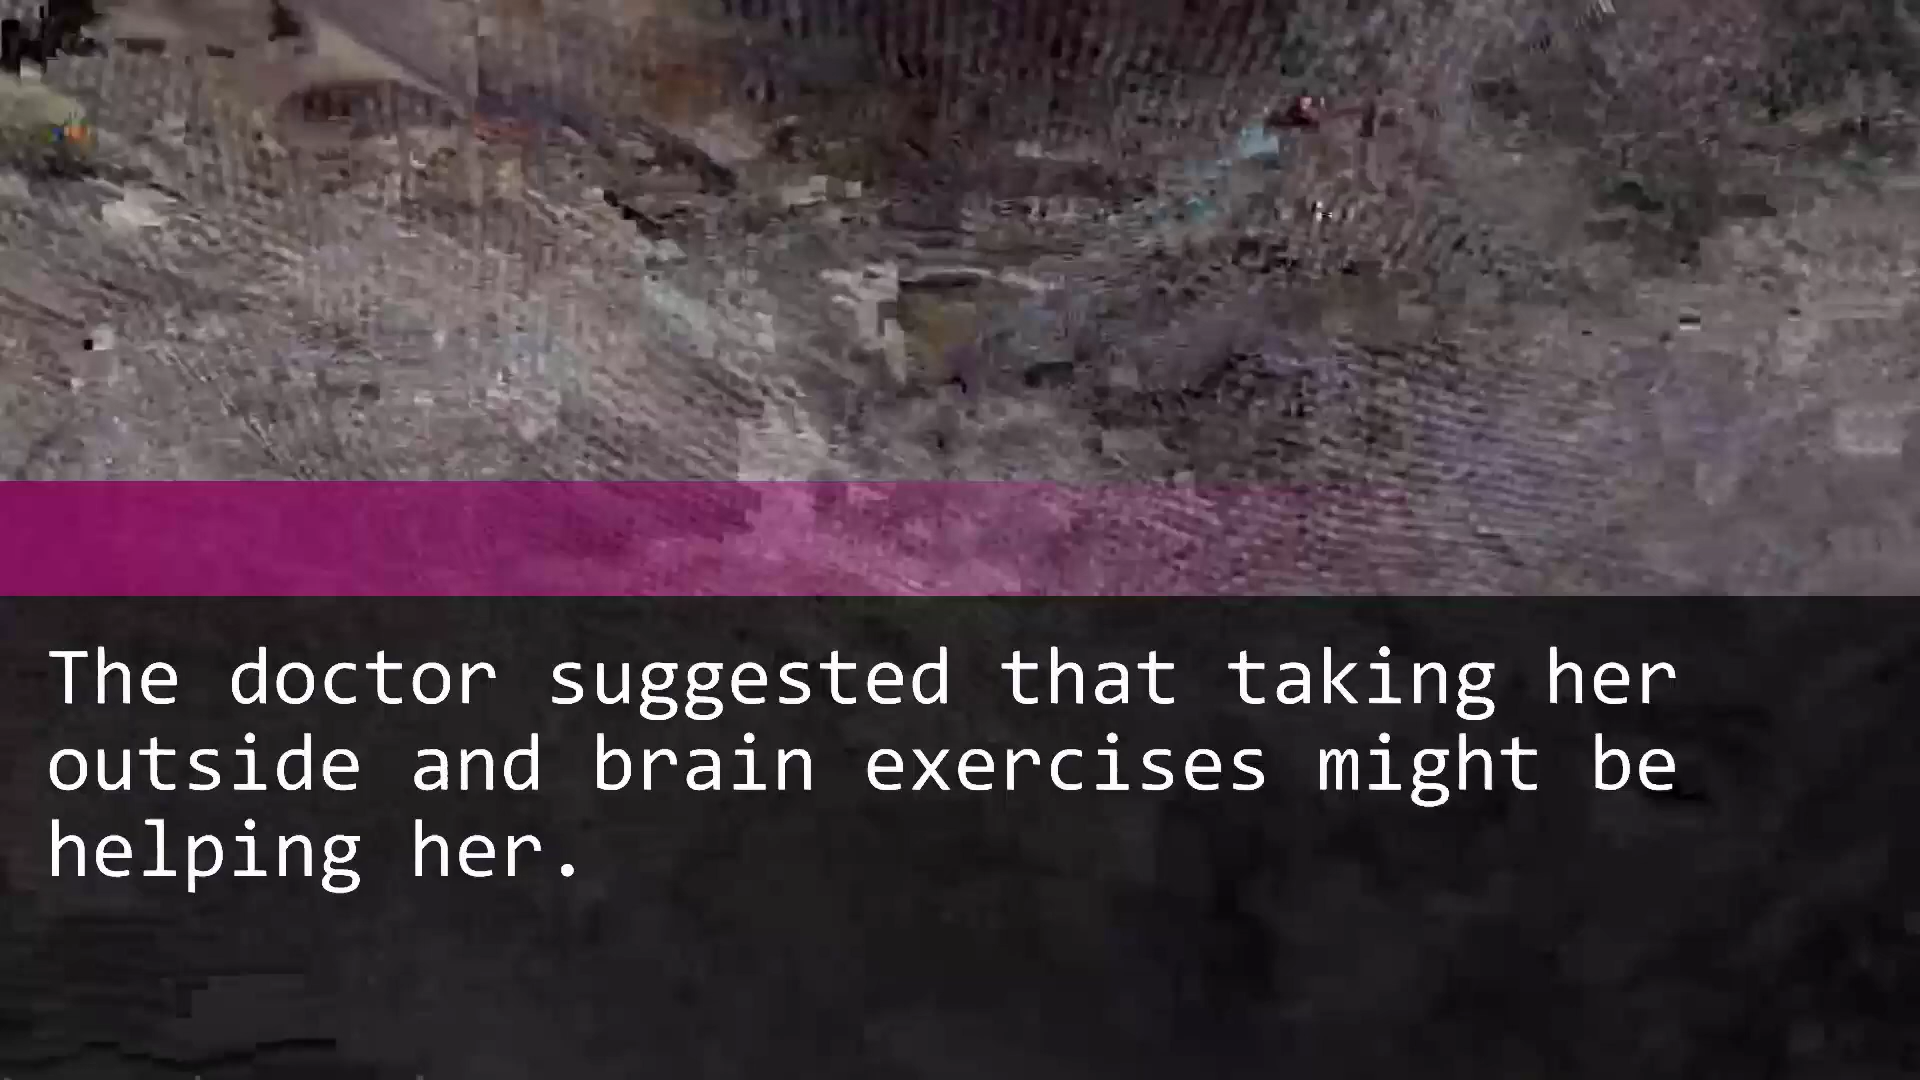 The doctor suggested that taking her
outside and brain exercises might be
helping her.